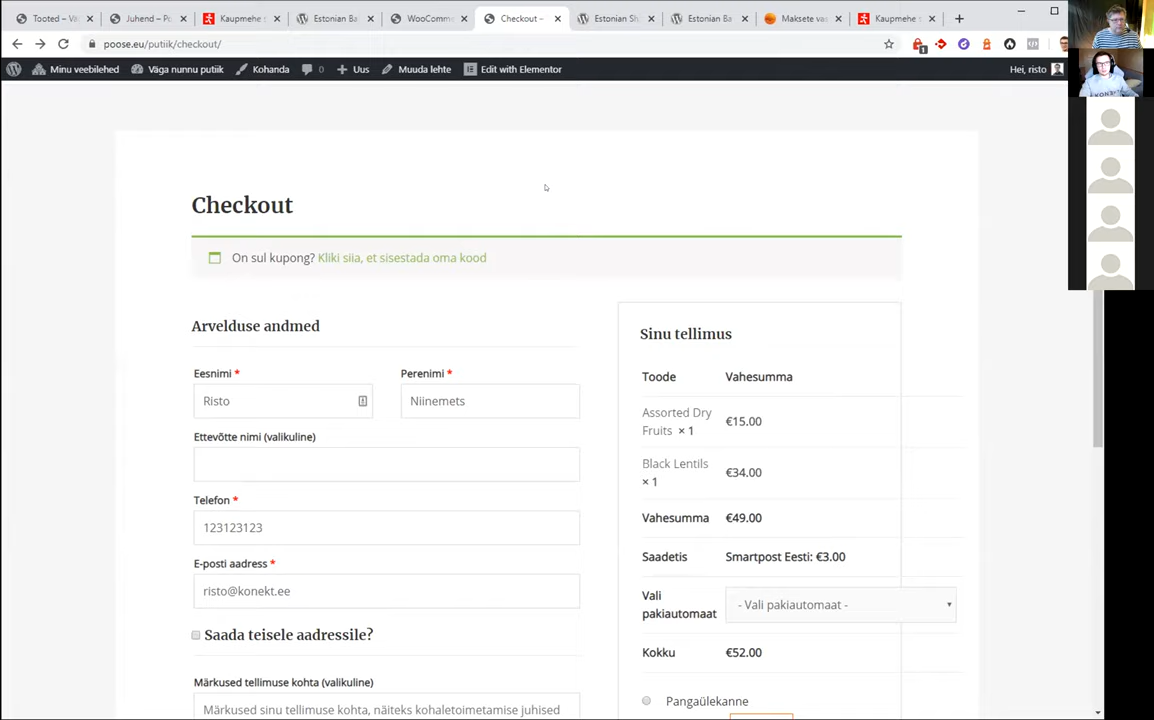 Tooted – Vä
Juhend – Po
Kaupmehe s
Estonian Ba
WooComme
Checkout –
Estonian Sh
Estonian Ba
Maksete vas
Kaupmehe s
poose.eu/putiik/checkout/
1
Minu veebilehed
Väga nunnu putiik
Kohanda
0
Uus
Muuda lehte
Edit with Elementor
Hei, risto
Checkout
On sul kupong? Kliki siia, et sisestada oma kood
Arvelduse andmed
Eesnimi *
Perenimi *
Risto
Niinemets
Ettevõtte nimi (valikuline)
Telefon *
123123123
E-posti aadress *
risto@konekt.ee
Saada teisele aadressile?
Märkused tellimuse kohta (valikuline)
Märkused sinu tellimuse kohta, näiteks kohaletoimetamise juhised
Sinu tellimus
Toode Vahesumma
Assorted Dry
Fruits × 1 €15.00
Black Lentils
× 1 €34.00
Vahesumma €49.00
Saadetis Smartpost Eesti: €3.00
Vali
pakiautomaat - Vali pakiautomaat -
Kokku €52.00
Pangaülekanne